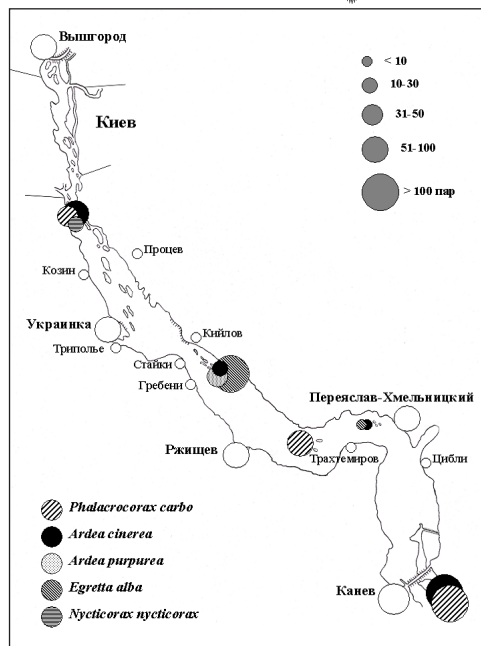 Вышгород
< 10
10-30
Киев
31-50
51-100
> 100 пар
Процев
Козин
Украинка
Кийлов
Триполье
Стайки
Гребени
Переяслав-Хмельницкий
Ржищев
Трахтемиров
Цибли
Phalacrocorax carbo
Ardea cinerea
Ardea purpurea
Egretta alba
Канев
Nycticorax nycticorax